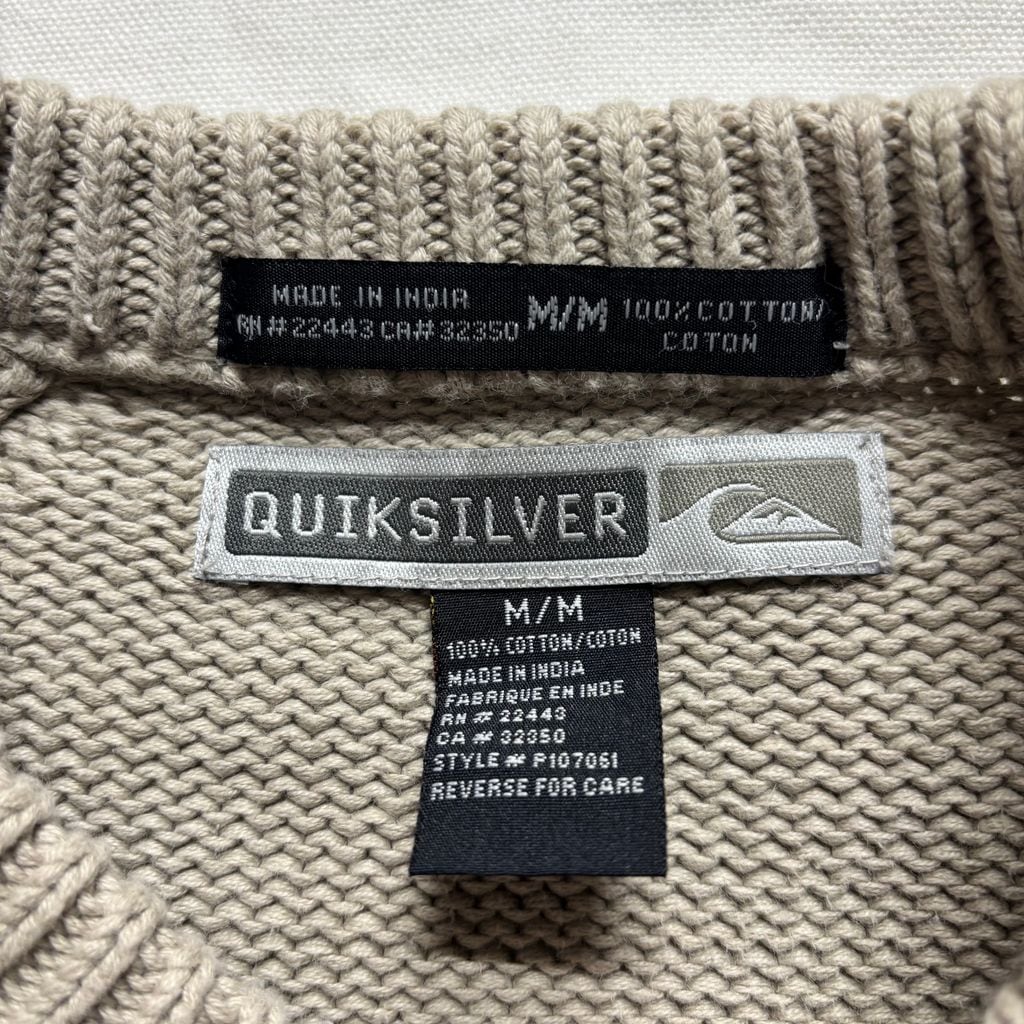 MADE IN INDIA
RN# 22443 CA# 32350
M/M
100% COTTON/
COTON
QUIKSILVER
M/M
100% COTTON/COTON
MADE IN INDIA
FABRIQUE EN INDE
RN # 22443
CA # 32350
STYLE # P107061
REVERSE FOR CARE